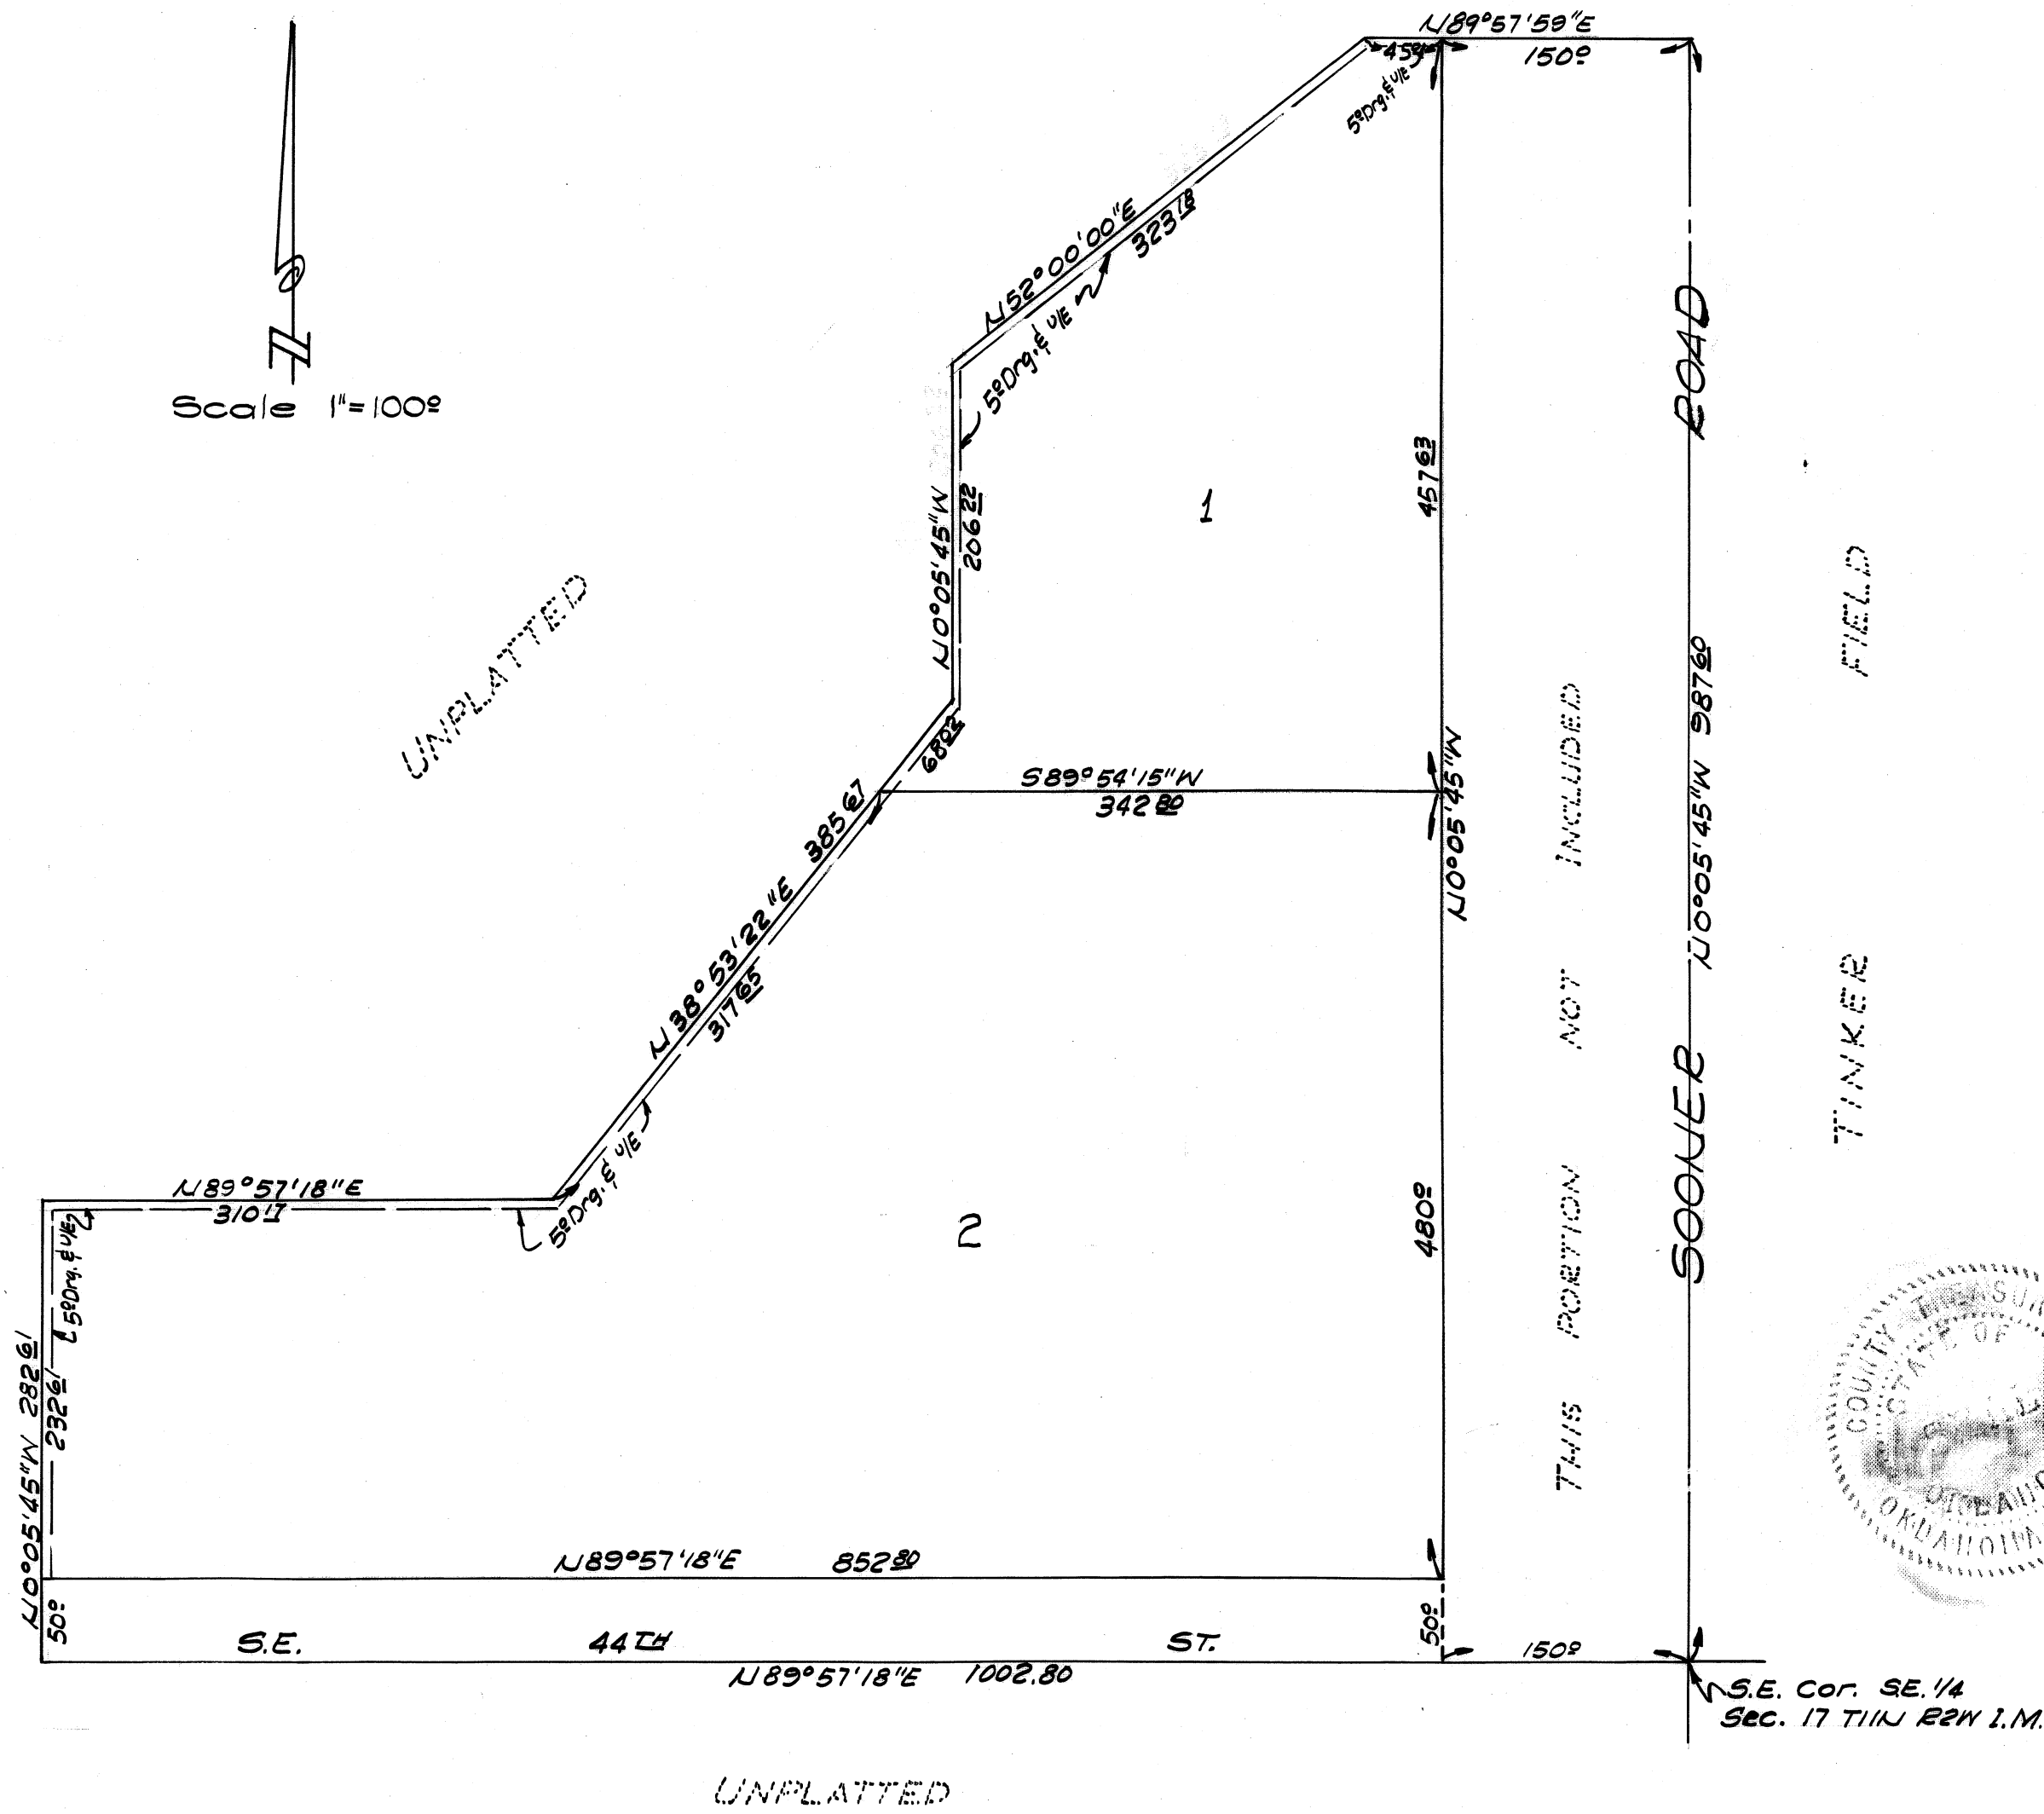 N89°57'59"E
150º
5º Drg. & U/E
N52°00'00"E
323 18
5º Drg. & U/E
N
Scale 1"=100º
ROAD
457 63
N0°05'45"W
206 22
1
UNPLATTED
FIELD
68 02
S89°54'15"W
342 80
N0°05'45"W
INCLUDED
N0°05'45"W 987 60
N38°53'22"E 385 67
317 65
NOT
TINKER
5º Drg. & U/E
N89°57'18"E
310 17
5º Drg. & U/E
2
480º
PORTION
SOONER
N0°05'45"W 282 61
232 61
THIS
COUNTY TREASUR
STATE OF
OKLAHOMA
N89°57'18"E 852 80
50º
S.E. 44TH ST.
50º
150º
N89°57'18"E 1002.80
S.E. Cor. S.E. 1/4
Sec. 17 T11N R2W I.M.
UNPLATTED